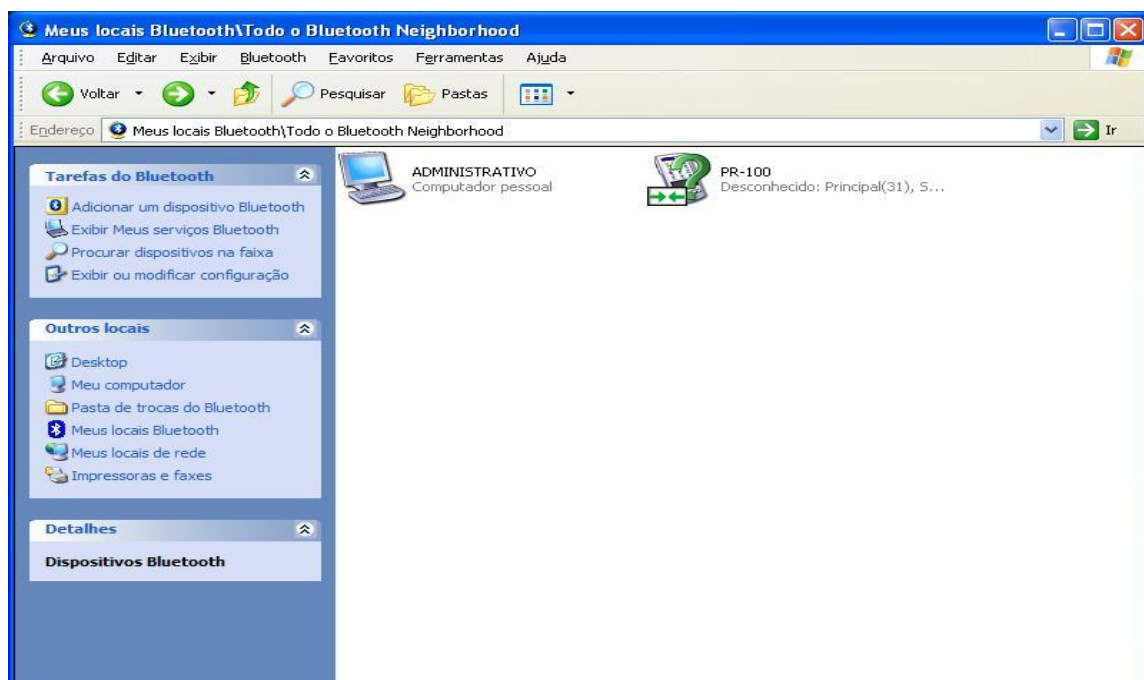 Meus locais Bluetooth\Todo o Bluetooth Neighborhood
Arquivo Editar Exibir Bluetooth Favoritos Ferramentas Ajuda
Voltar Pesquisar Pastas
Endereço Meus locais Bluetooth\Todo o Bluetooth Neighborhood Ir
Tarefas do Bluetooth
Adicionar um dispositivo Bluetooth
Exibir Meus serviços Bluetooth
Procurar dispositivos na faixa
Exibir ou modificar configuração
Outros locais
Desktop
Meu computador
Pasta de trocas do Bluetooth
Meus locais Bluetooth
Meus locais de rede
Impressoras e faxes
Detalhes
Dispositivos Bluetooth
ADMINISTRATIVO
Computador pessoal
PR-100
Desconhecido: Principal(31), S...